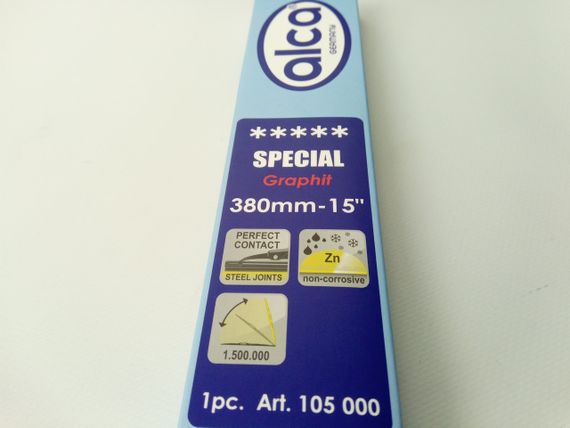 alca®
GERMANY
*****
SPECIAL
Graphit
380mm-15"
PERFECT
CONTACT
STEEL JOINTS
Zn
non-corrosive
1.500.000
1pc. Art. 105 000